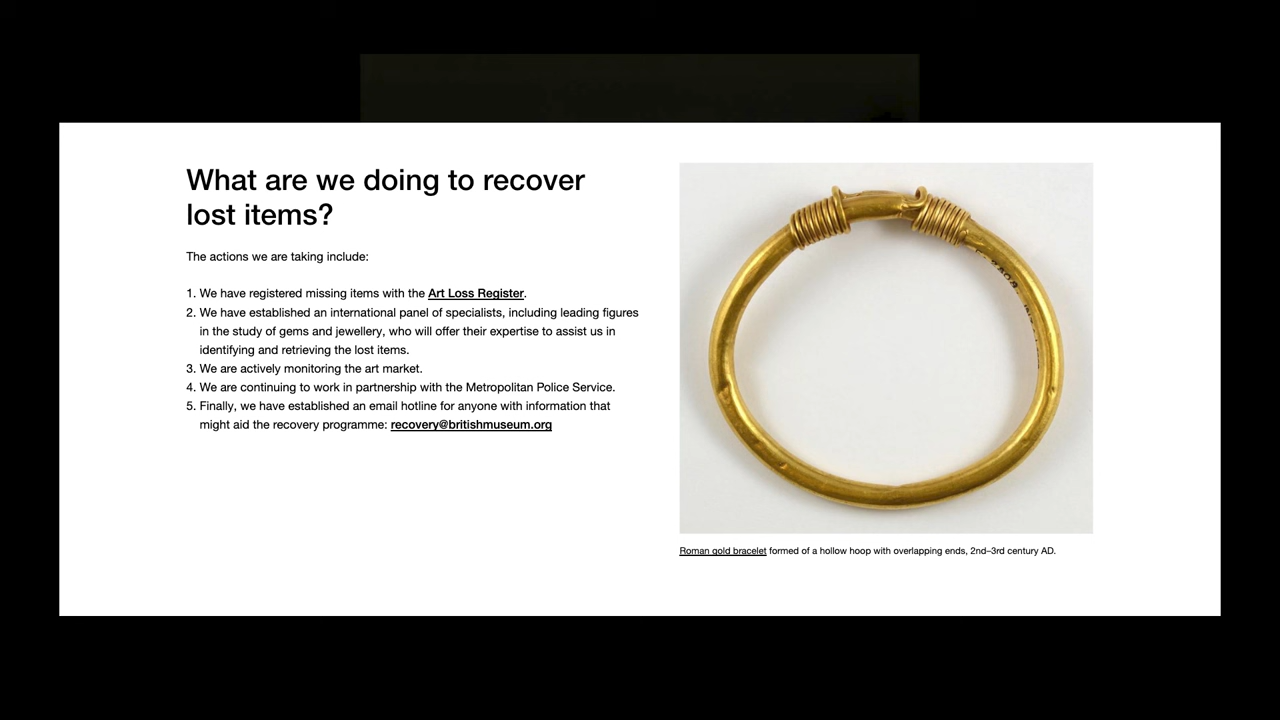 What are we doing to recover
lost items?
The actions we are taking include:
1. We have registered missing items with the Art Loss Register.
2. We have established an international panel of specialists, including leading figures
in the study of gems and jewellery, who will offer their expertise to assist us in
identifying and retrieving the lost items.
3. We are actively monitoring the art market.
4. We are continuing to work in partnership with the Metropolitan Police Service.
5. Finally, we have established an email hotline for anyone with information that
might aid the recovery programme: recovery@britishmuseum.org
Roman gold bracelet formed of a hollow hoop with overlapping ends, 2nd–3rd century AD.